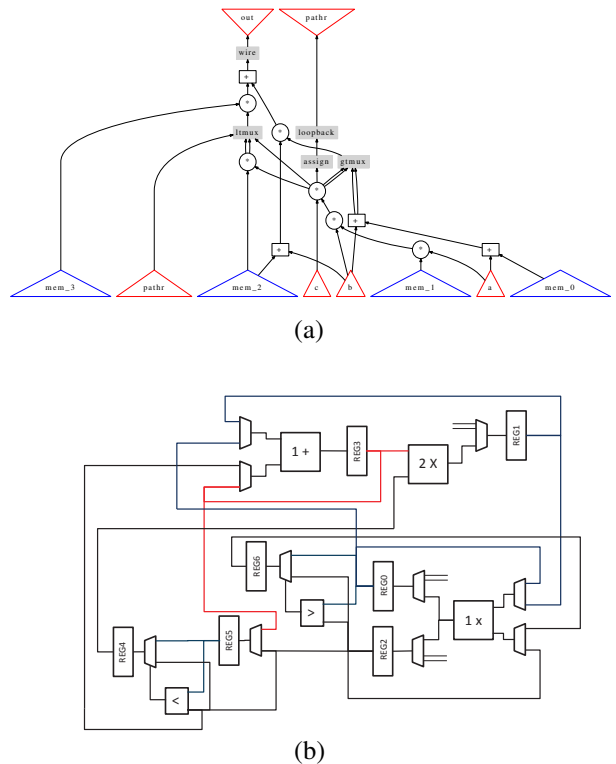 out pathr
wire
+
*
ltmux * loopback
* assign gtmux
*
* +
+ * +
mem_3 pathr mem_2 c b mem_1 a mem_0
(a)
1 + REG3 2 X REG1
REG6 REG0
> 1 x
REG4 REG5 REG2
<
(b)